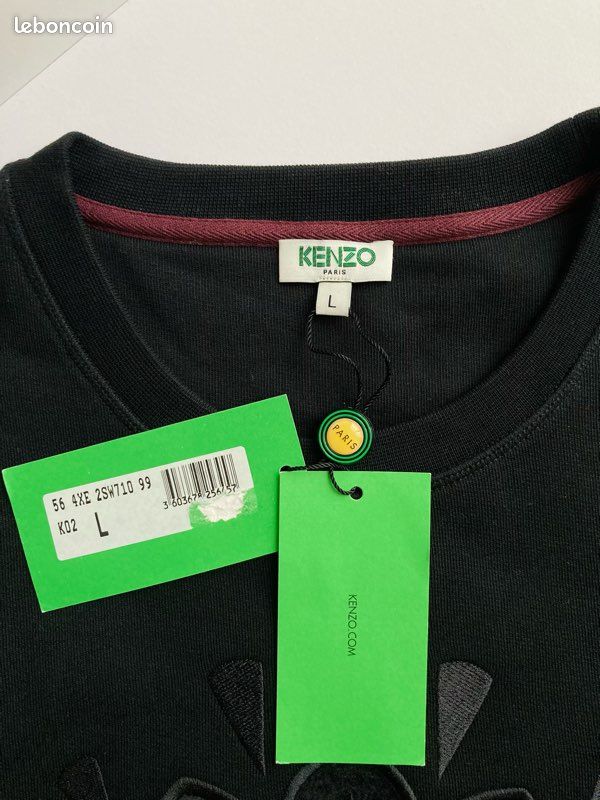 leboncoin
KENZO
PARIS
L
PARIS
56 4XE 2SW710 99
K02 L
KENZO.COM